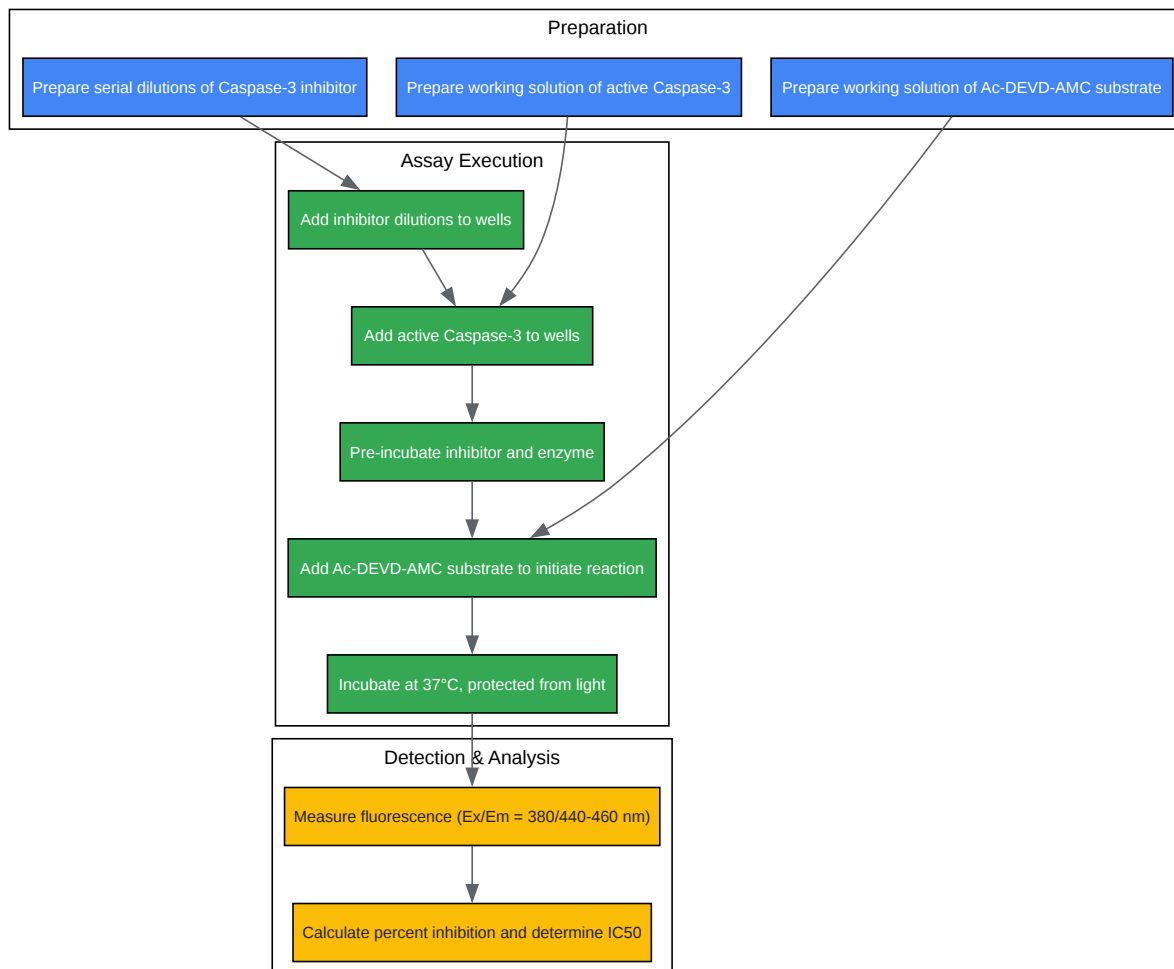 Preparation
Prepare serial dilutions of Caspase-3 inhibitor
Prepare working solution of active Caspase-3
Prepare working solution of Ac-DEVD-AMC substrate
Assay Execution
Add inhibitor dilutions to wells
Add active Caspase-3 to wells
Pre-incubate inhibitor and enzyme
Add Ac-DEVD-AMC substrate to initiate reaction
Incubate at 37°C, protected from light
Detection & Analysis
Measure fluorescence (Ex/Em = 380/440-460 nm)
Calculate percent inhibition and determine IC50